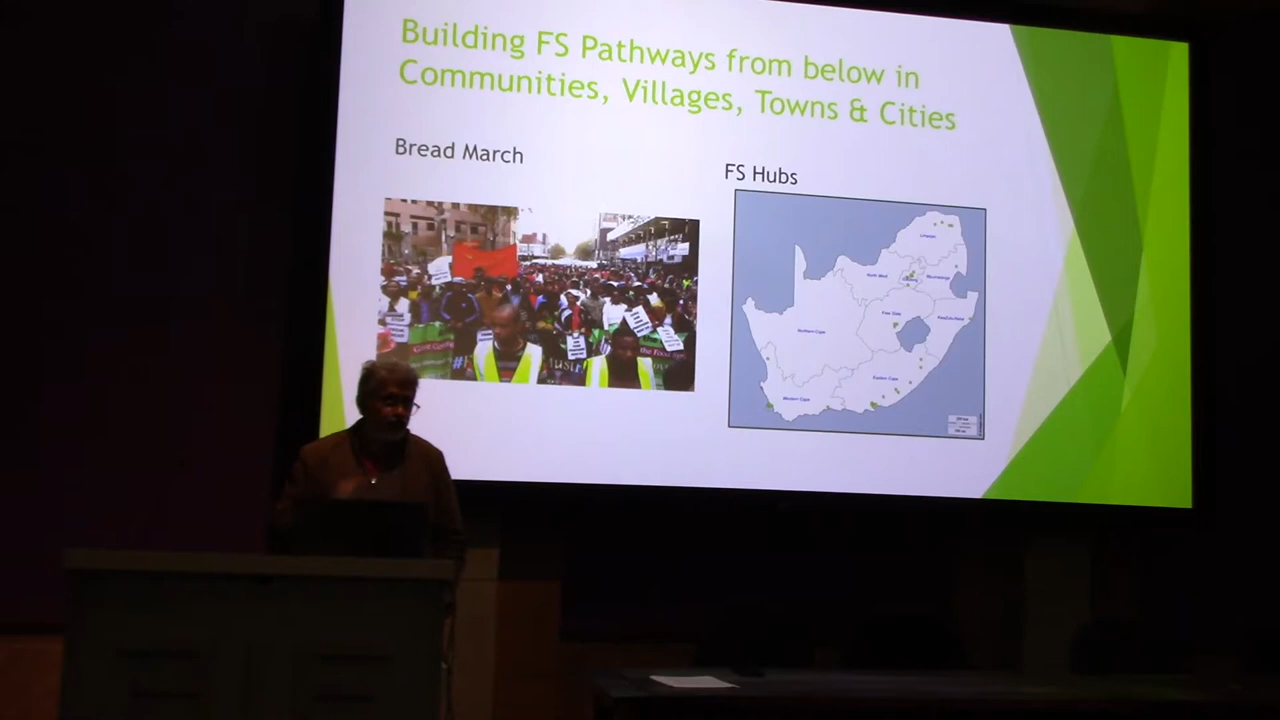 Building FS Pathways from below in
Communities, Villages, Towns & Cities
Bread March
FS Hubs
Limpopo
North West
Mpumalanga
Free State
KwaZulu-Natal
Northern Cape
Eastern Cape
Western Cape